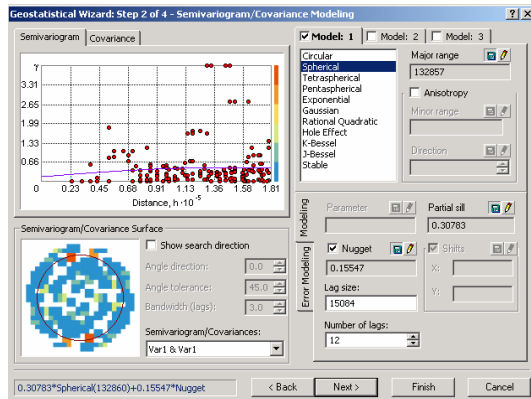 Geostatistical Wizard: Step 2 of 4 - Semivariogram/Covariance Modeling
Semivariogram Covariance
γ
3.31
2.65
1.99
1.33
0.66
0 0.23 0.45 0.68 0.91 1.13 1.36 1.58 1.81
Distance, h ·10⁻⁵
Semivariogram/Covariance Surface
Show search direction
Angle direction: 0.0
Angle tolerance: 45.0
Bandwidth (lags): 3.0
Semivariogram/Covariances:
Var1 & Var1
Model: 1 Model: 2 Model: 3
Circular
Spherical
Tetraspherical
Pentaspherical
Exponential
Gaussian
Rational Quadratic
Hole Effect
K-Bessel
J-Bessel
Stable
Major range
132857
Anisotropy
Minor range
Direction
Modeling
Error Modeling
Parameter
Partial sill
0.30783
Nugget
0.15547
Shifts
X:
Y:
Lag size:
15084
Number of lags:
12
0.30783*Spherical(132860)+0.15547*Nugget
< Back Next > Finish Cancel